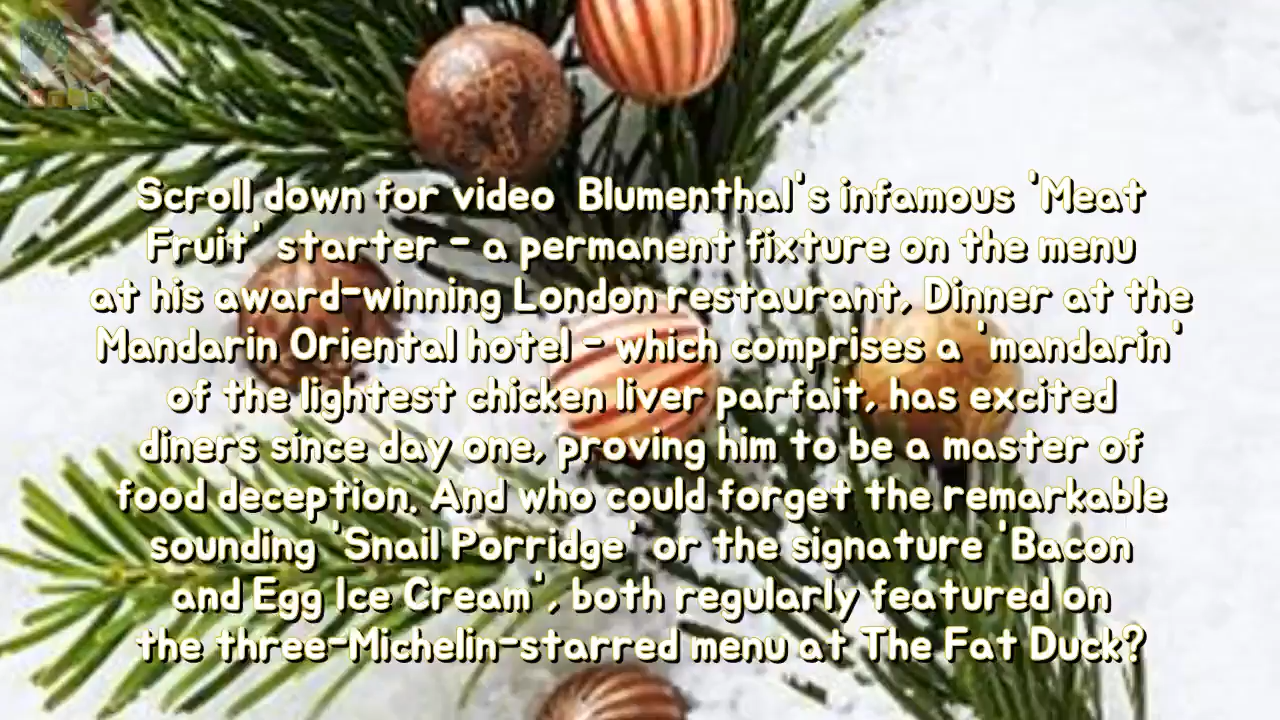 Scroll down for video  Blumenthal's infamous 'Meat
Fruit' starter - a permanent fixture on the menu
at his award-winning London restaurant, Dinner at the
Mandarin Oriental hotel - which comprises a 'mandarin'
of the lightest chicken liver parfait, has excited
diners since day one, proving him to be a master of
food deception. And who could forget the remarkable
sounding 'Snail Porridge' or the signature 'Bacon
and Egg Ice Cream', both regularly featured on
the three-Michelin-starred menu at The Fat Duck?